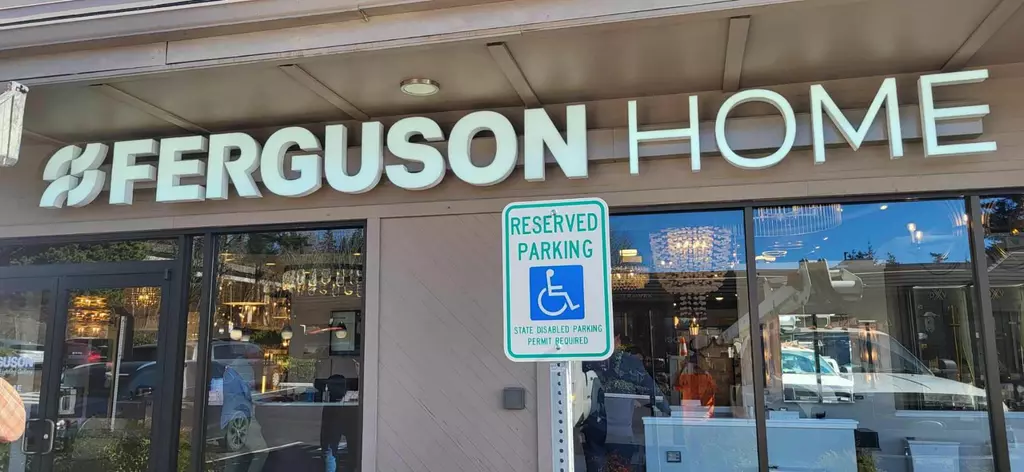 FERGUSON HOME
RESERVED
PARKING
STATE DISABLED PARKING
PERMIT REQUIRED